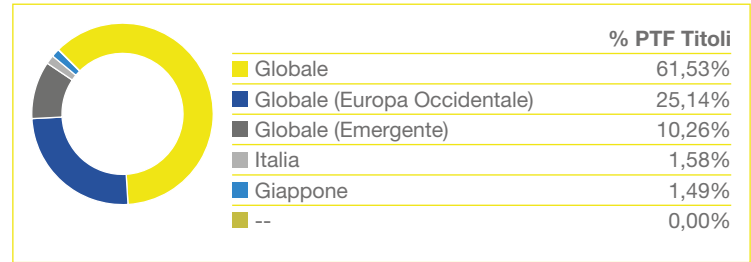 % PTF Titoli
Globale 61,53%
Globale (Europa Occidentale) 25,14%
Globale (Emergente) 10,26%
Italia 1,58%
Giappone 1,49%
-- 0,00%